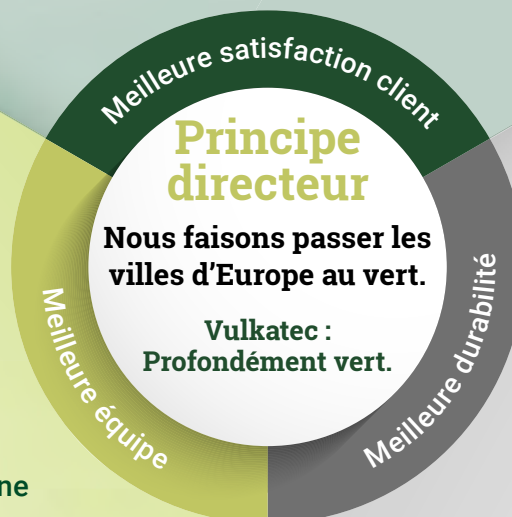 Meilleure satisfaction client
Principe
directeur
Nous faisons passer les
villes d’Europe au vert.
Vulkatec :
Profondément vert.
Meilleure équipe
Meilleure durabilité
ne